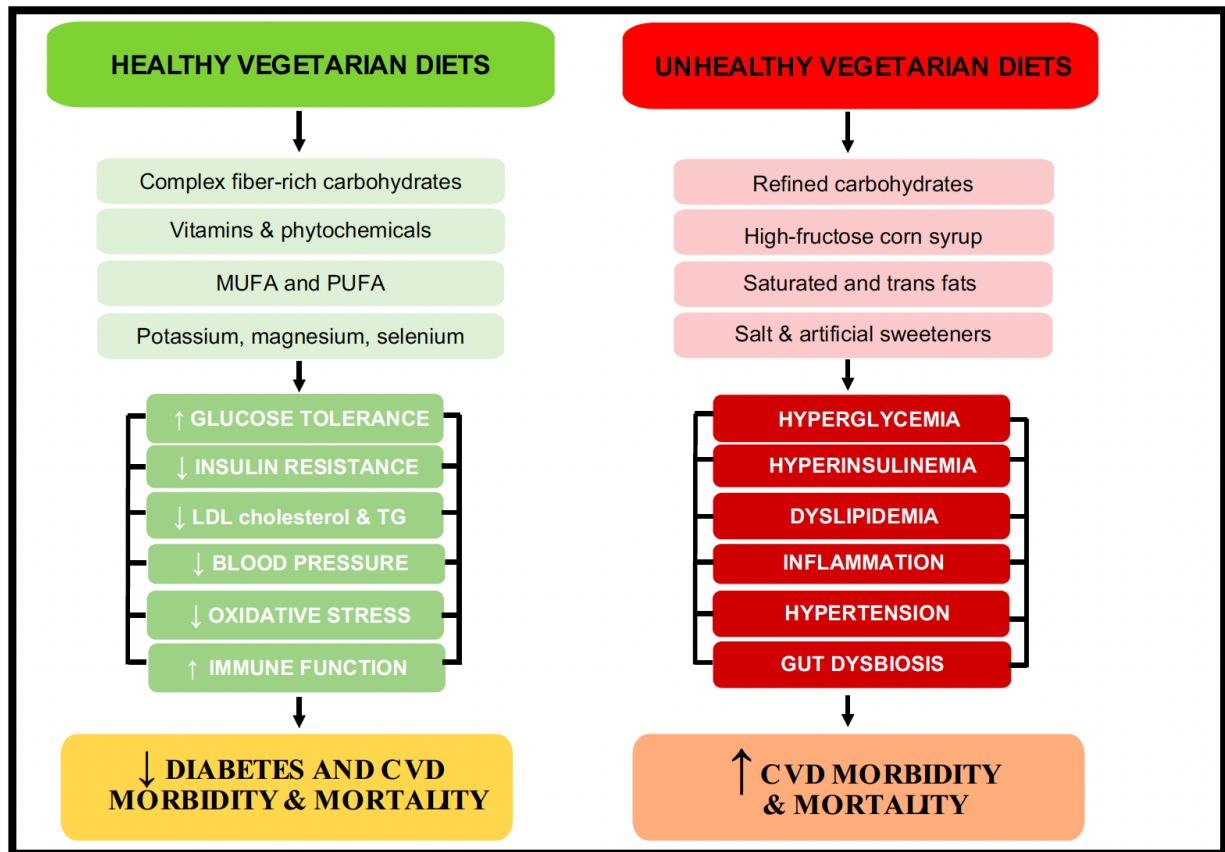 HEALTHY VEGETARIAN DIETS
Complex fiber-rich carbohydrates
Vitamins & phytochemicals
MUFA and PUFA
Potassium, magnesium, selenium
↑ GLUCOSE TOLERANCE
↓ INSULIN RESISTANCE
↓ LDL cholesterol & TG
↓ BLOOD PRESSURE
↓ OXIDATIVE STRESS
↑ IMMUNE FUNCTION
↓ DIABETES AND CVD
MORBIDITY & MORTALITY
UNHEALTHY VEGETARIAN DIETS
Refined carbohydrates
High-fructose corn syrup
Saturated and trans fats
Salt & artificial sweeteners
HYPERGLYCEMIA
HYPERINSULINEMIA
DYSLIPIDEMIA
INFLAMMATION
HYPERTENSION
GUT DYSBIOSIS
↑ CVD MORBIDITY
& MORTALITY